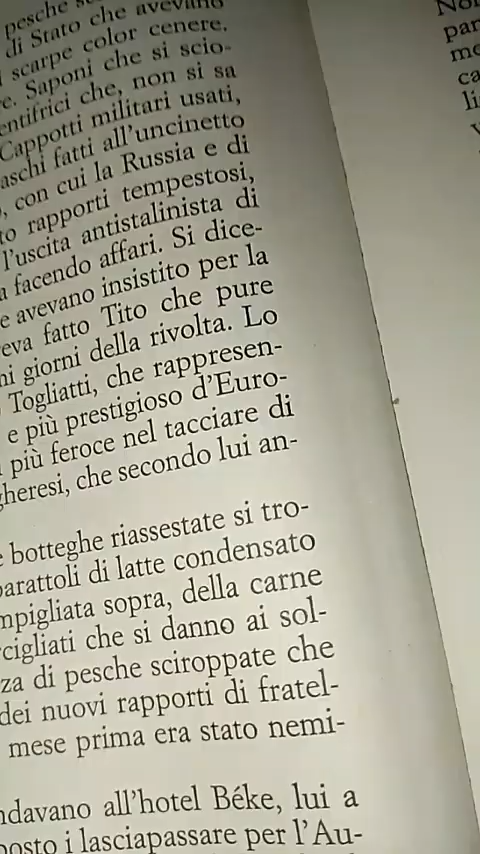 pesche
di Stato che avevano
scarpe color cenere.
Saponi che si scio-
entifrici che, non si sa
Cappotti militari usati,
aschi fatti all'uncinetto
, con cui la Russia e di
to rapporti tempestosi,
l'uscita antistalinista di
a facendo affari. Si dice-
e avevano insistito per la
eva fatto Tito che pure
ni giorni della rivolta. Lo
Togliatti, che rappresen-
e più prestigioso d'Euro-
più feroce nel tacciare di
gheresi, che secondo lui an-
botteghe riassestate si tro-
arattoli di latte condensato
mpigliata sopra, della carne
cigliati che si danno ai sol-
za di pesche sciroppate che
dei nuovi rapporti di fratel-
mese prima era stato nemi-
ndavano all'hotel Béke, lui a
posto i lasciapassare per l'Au-